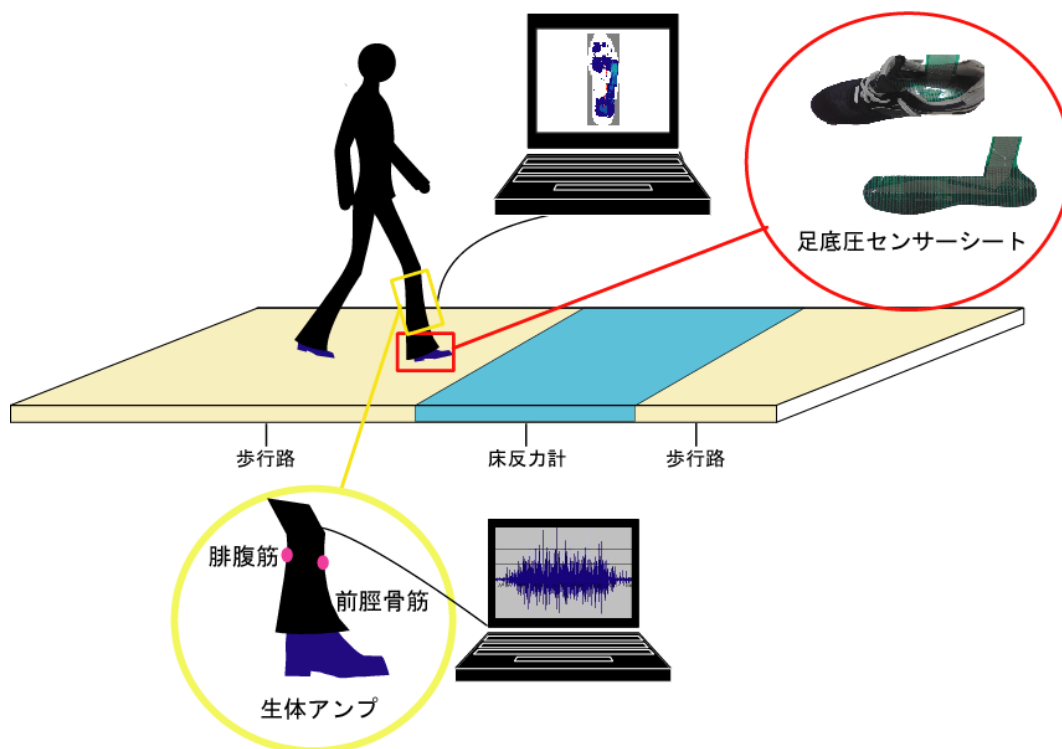 足底圧センサーシート
歩行路
床反力計
歩行路
腓腹筋
前脛骨筋
生体アンプ